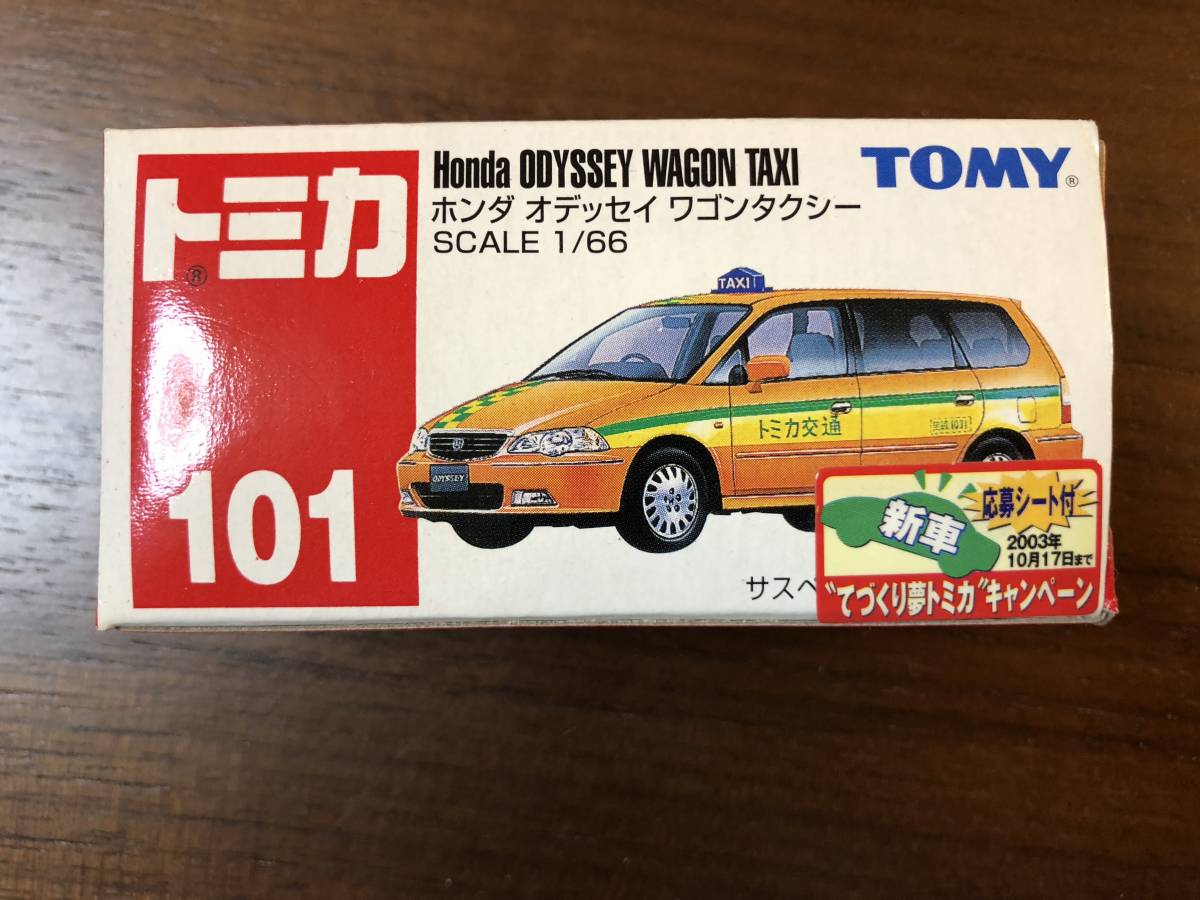 トミカ®
101
Honda ODYSSEY WAGON TAXI
ホンダ オデッセイ ワゴンタクシー
SCALE 1/66
TOMY®
TAXI
トミカ交通
ODYSSEY
サスペ
新車
応募シート付
2003年
10月17日まで
"てづくり夢トミカ"キャンペーン